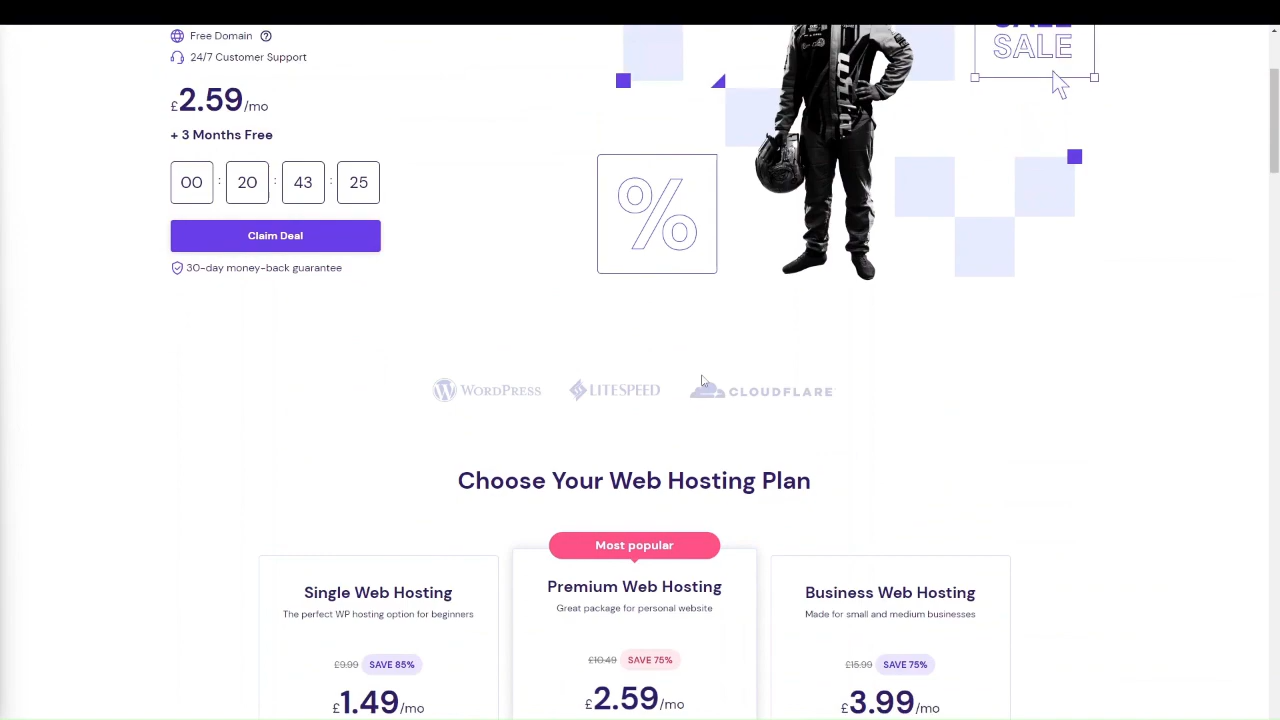 SALE
SALE
Free Domain
24/7 Customer Support
£2.59/mo
+ 3 Months Free
00 : 20 : 43 : 25
Claim Deal
30-day money-back guarantee
%
WORDPRESS
LITESPEED
CLOUDFLARE
Choose Your Web Hosting Plan
Most popular
Single Web Hosting
The perfect WP hosting option for beginners
£9.99 SAVE 85%
£1.49/mo
Premium Web Hosting
Great package for personal website
£10.49 SAVE 75%
£2.59/mo
Business Web Hosting
Made for small and medium businesses
£15.99 SAVE 75%
£3.99/mo